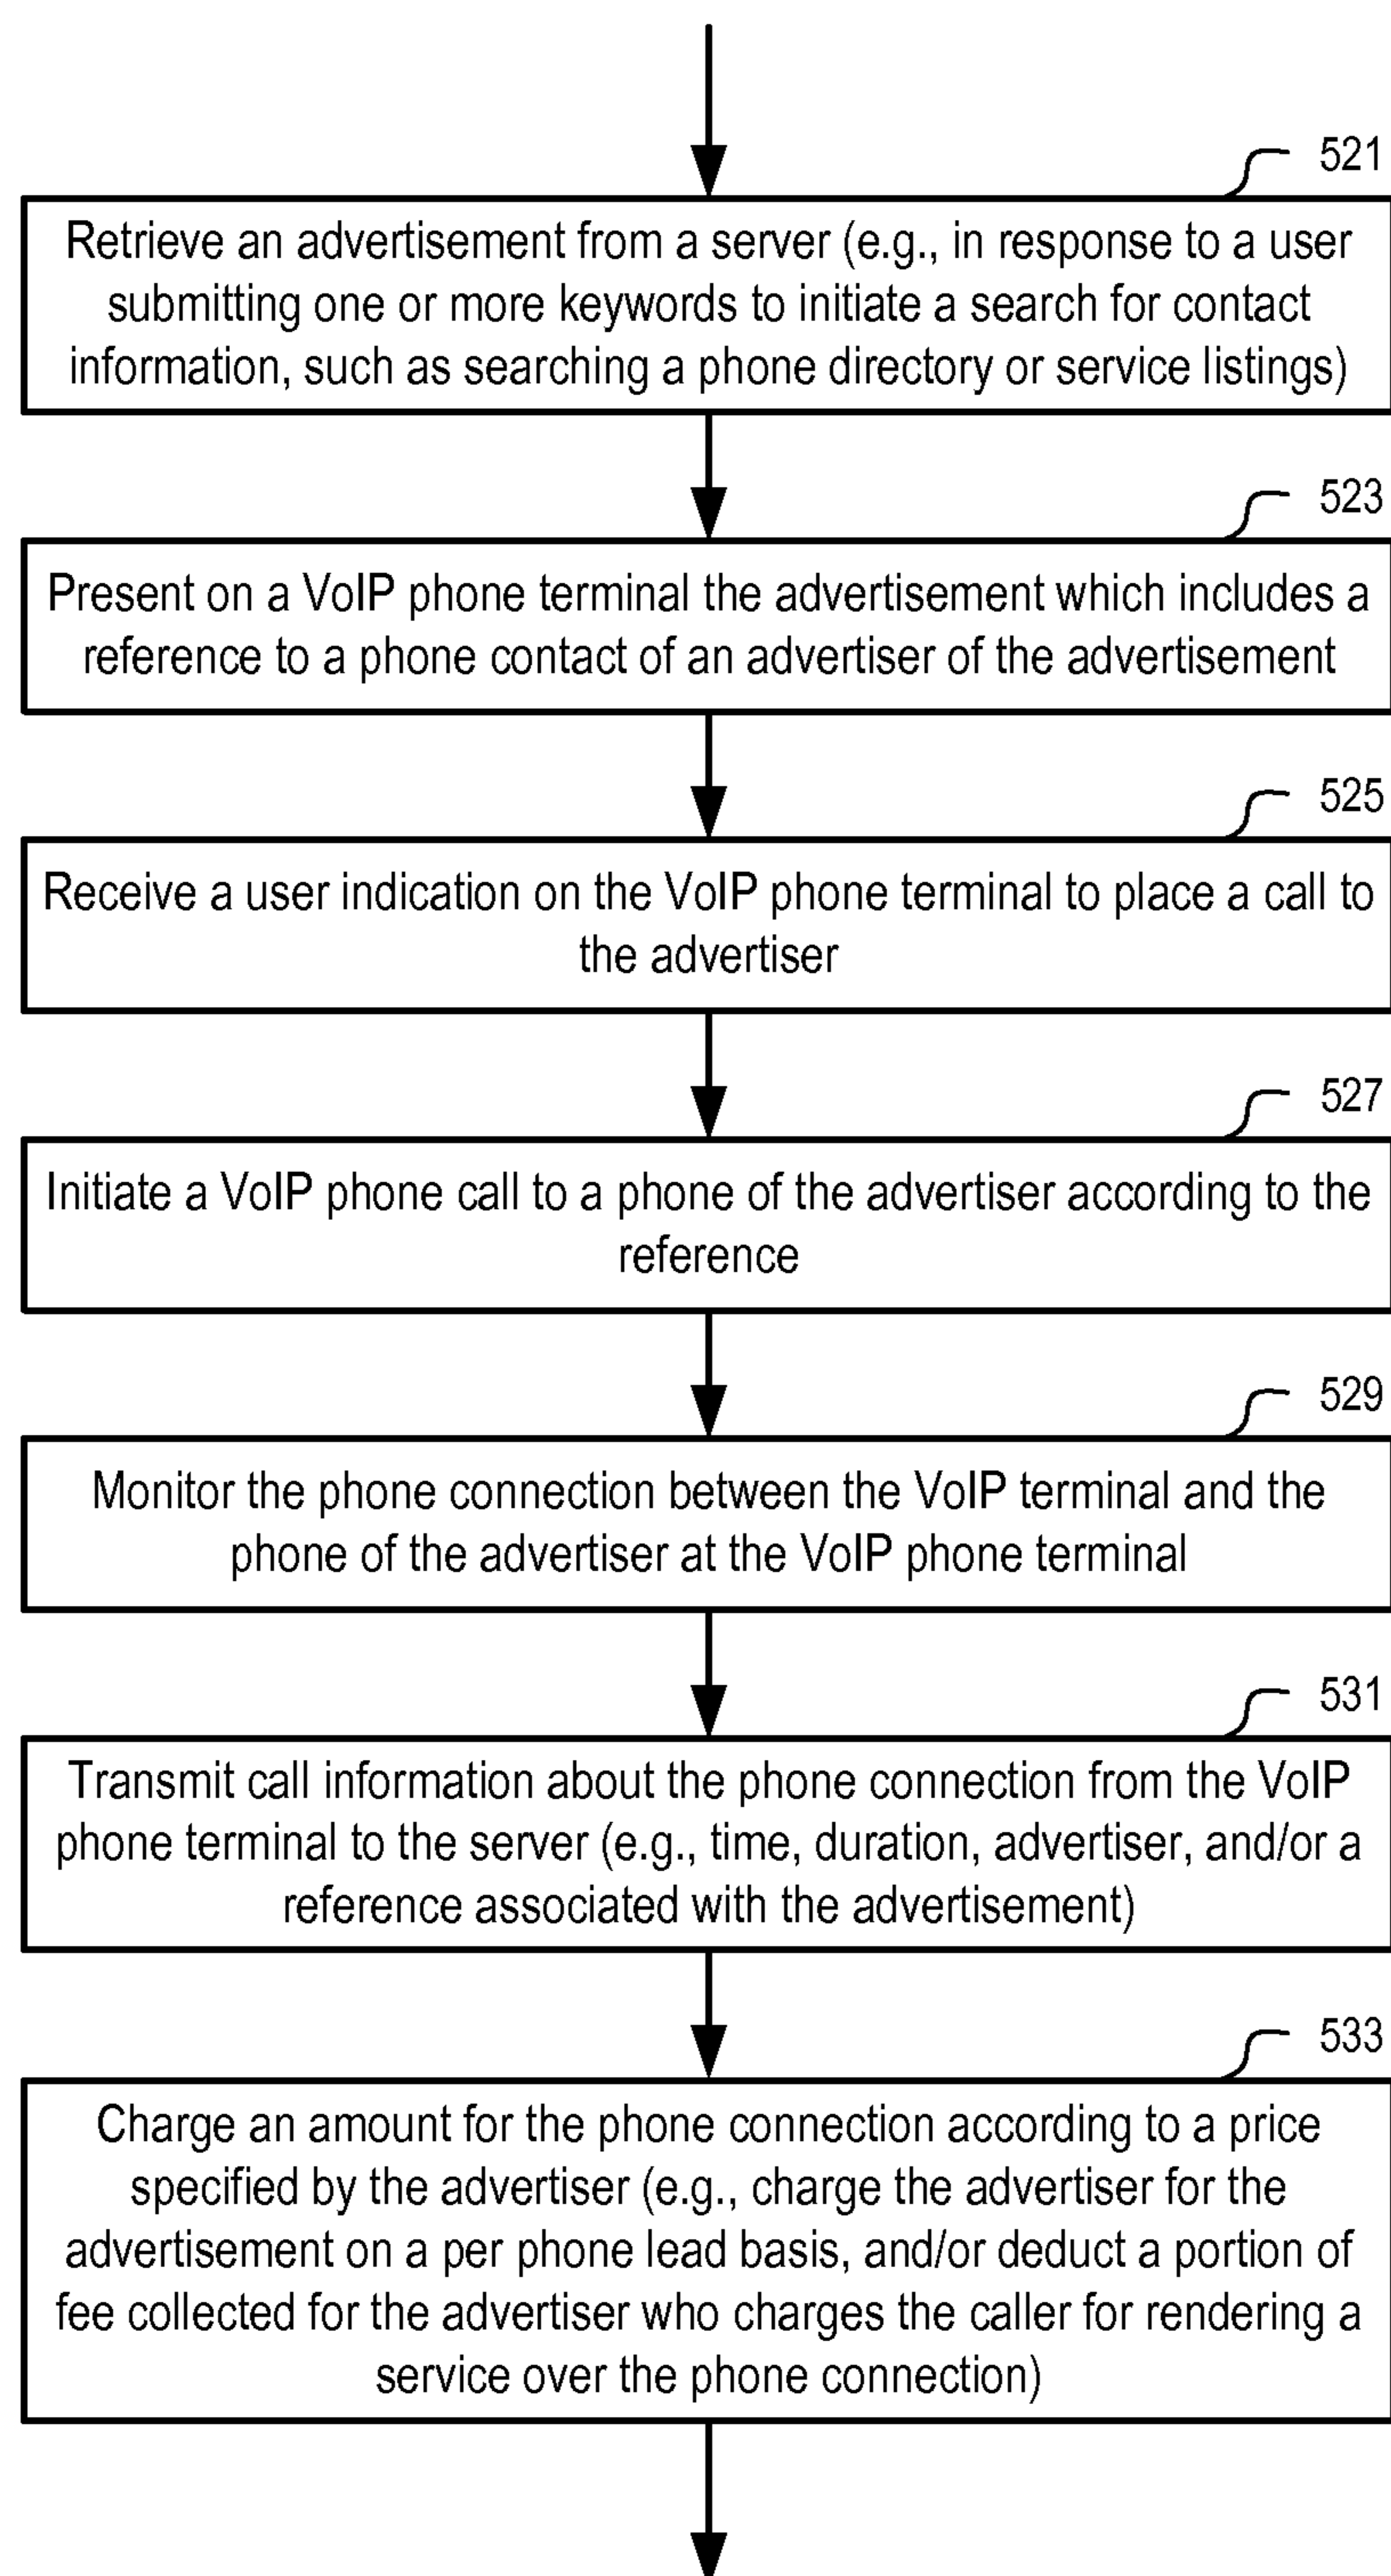 521
Retrieve an advertisement from a server (e.g., in response to a user
submitting one or more keywords to initiate a search for contact
information, such as searching a phone directory or service listings)
523
Present on a VoIP phone terminal the advertisement which includes a
reference to a phone contact of an advertiser of the advertisement
525
Receive a user indication on the VoIP phone terminal to place a call to
the advertiser
527
Initiate a VoIP phone call to a phone of the advertiser according to the
reference
529
Monitor the phone connection between the VoIP terminal and the
phone of the advertiser at the VoIP phone terminal
531
Transmit call information about the phone connection from the VoIP
phone terminal to the server (e.g., time, duration, advertiser, and/or a
reference associated with the advertisement)
533
Charge an amount for the phone connection according to a price
specified by the advertiser (e.g., charge the advertiser for the
advertisement on a per phone lead basis, and/or deduct a portion of
fee collected for the advertiser who charges the caller for rendering a
service over the phone connection)